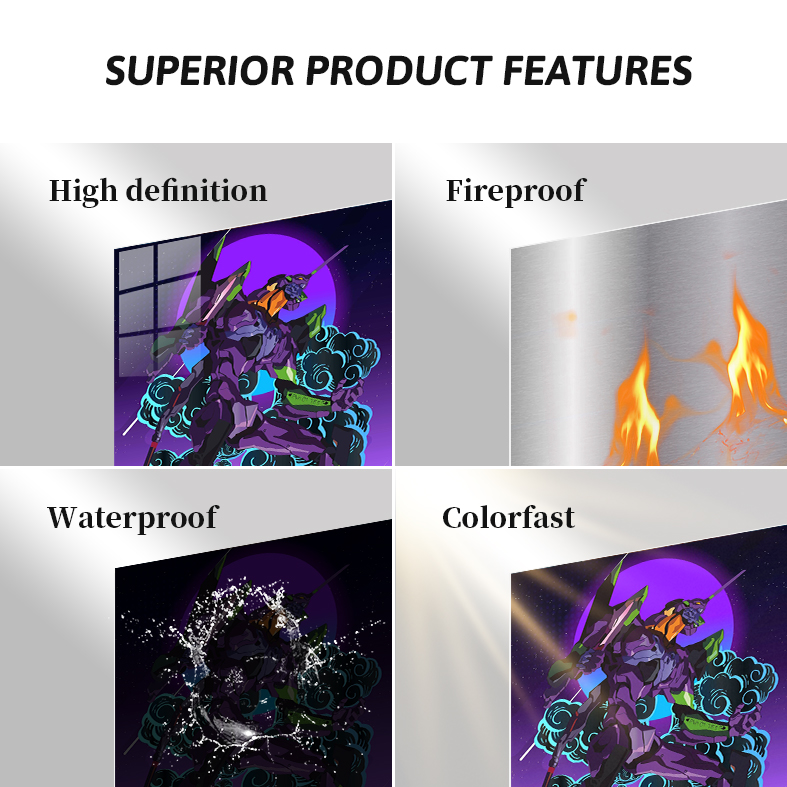 SUPERIOR PRODUCT FEATURES
High definition
Fireproof
Waterproof
Colorfast